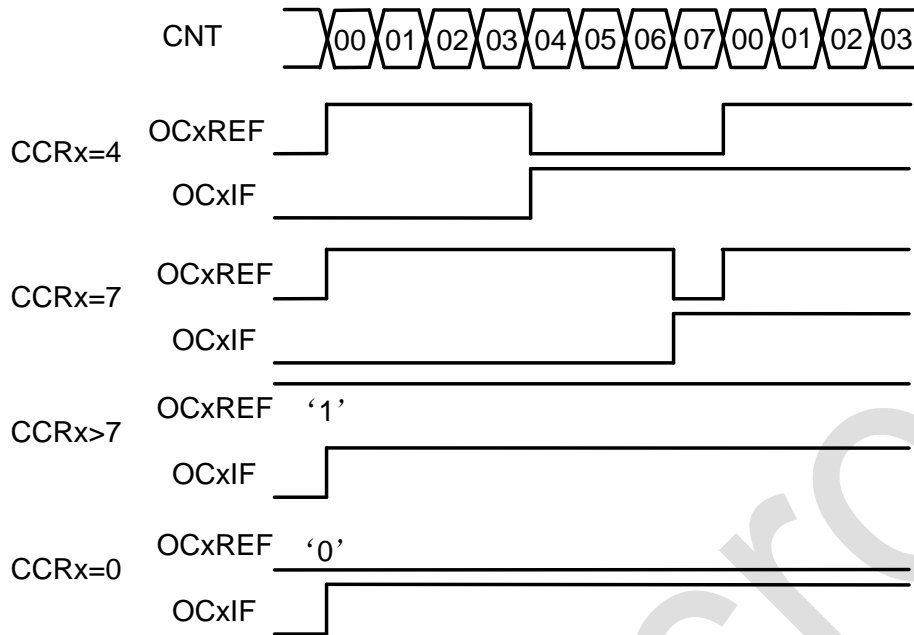 CNT 00 01 02 03 04 05 06 07 00 01 02 03
OCxREF
CCRx=4
OCxIF
OCxREF
CCRx=7
OCxIF
OCxREF ‘1’
CCRx>7
OCxIF
OCxREF ‘0’
CCRx=0
OCxIF